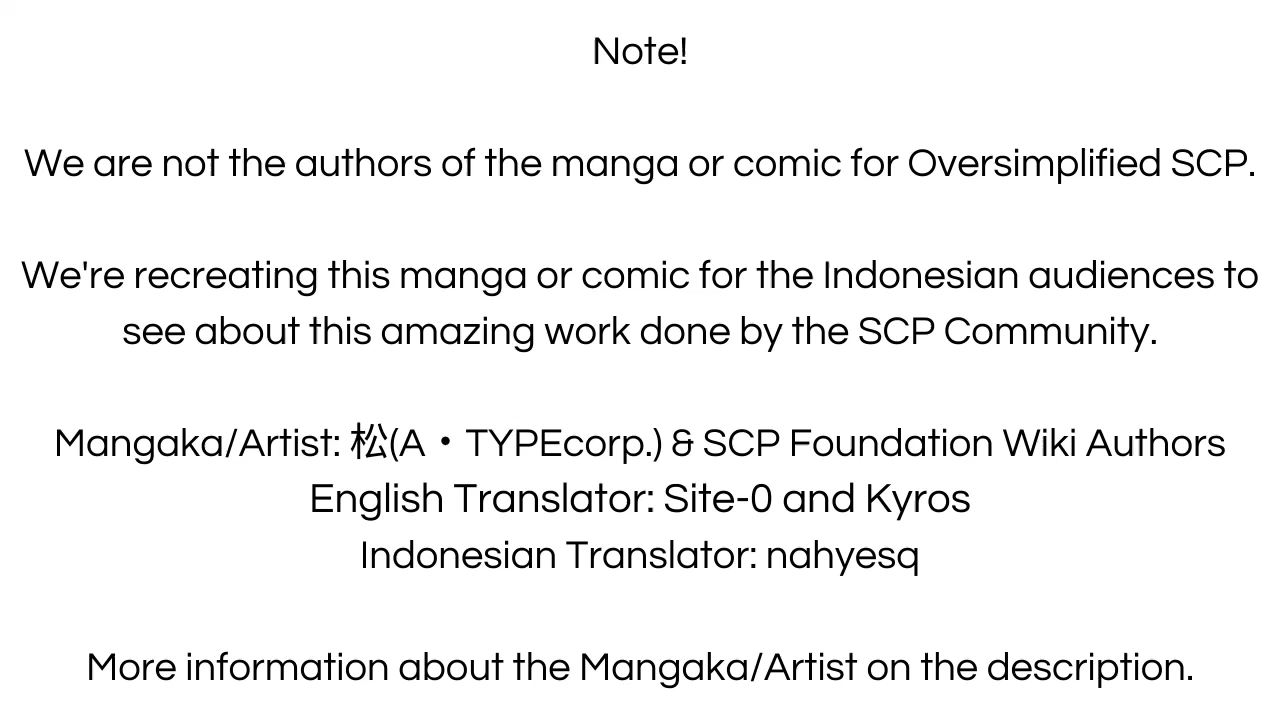 Note!
We are not the authors of the manga or comic for Oversimplified SCP.
We're recreating this manga or comic for the Indonesian audiences to
see about this amazing work done by the SCP Community.
Mangaka/Artist: 松(A・TYPEcorp.) & SCP Foundation Wiki Authors
English Translator: Site-0 and Kyros
Indonesian Translator: nahyesq
More information about the Mangaka/Artist on the description.